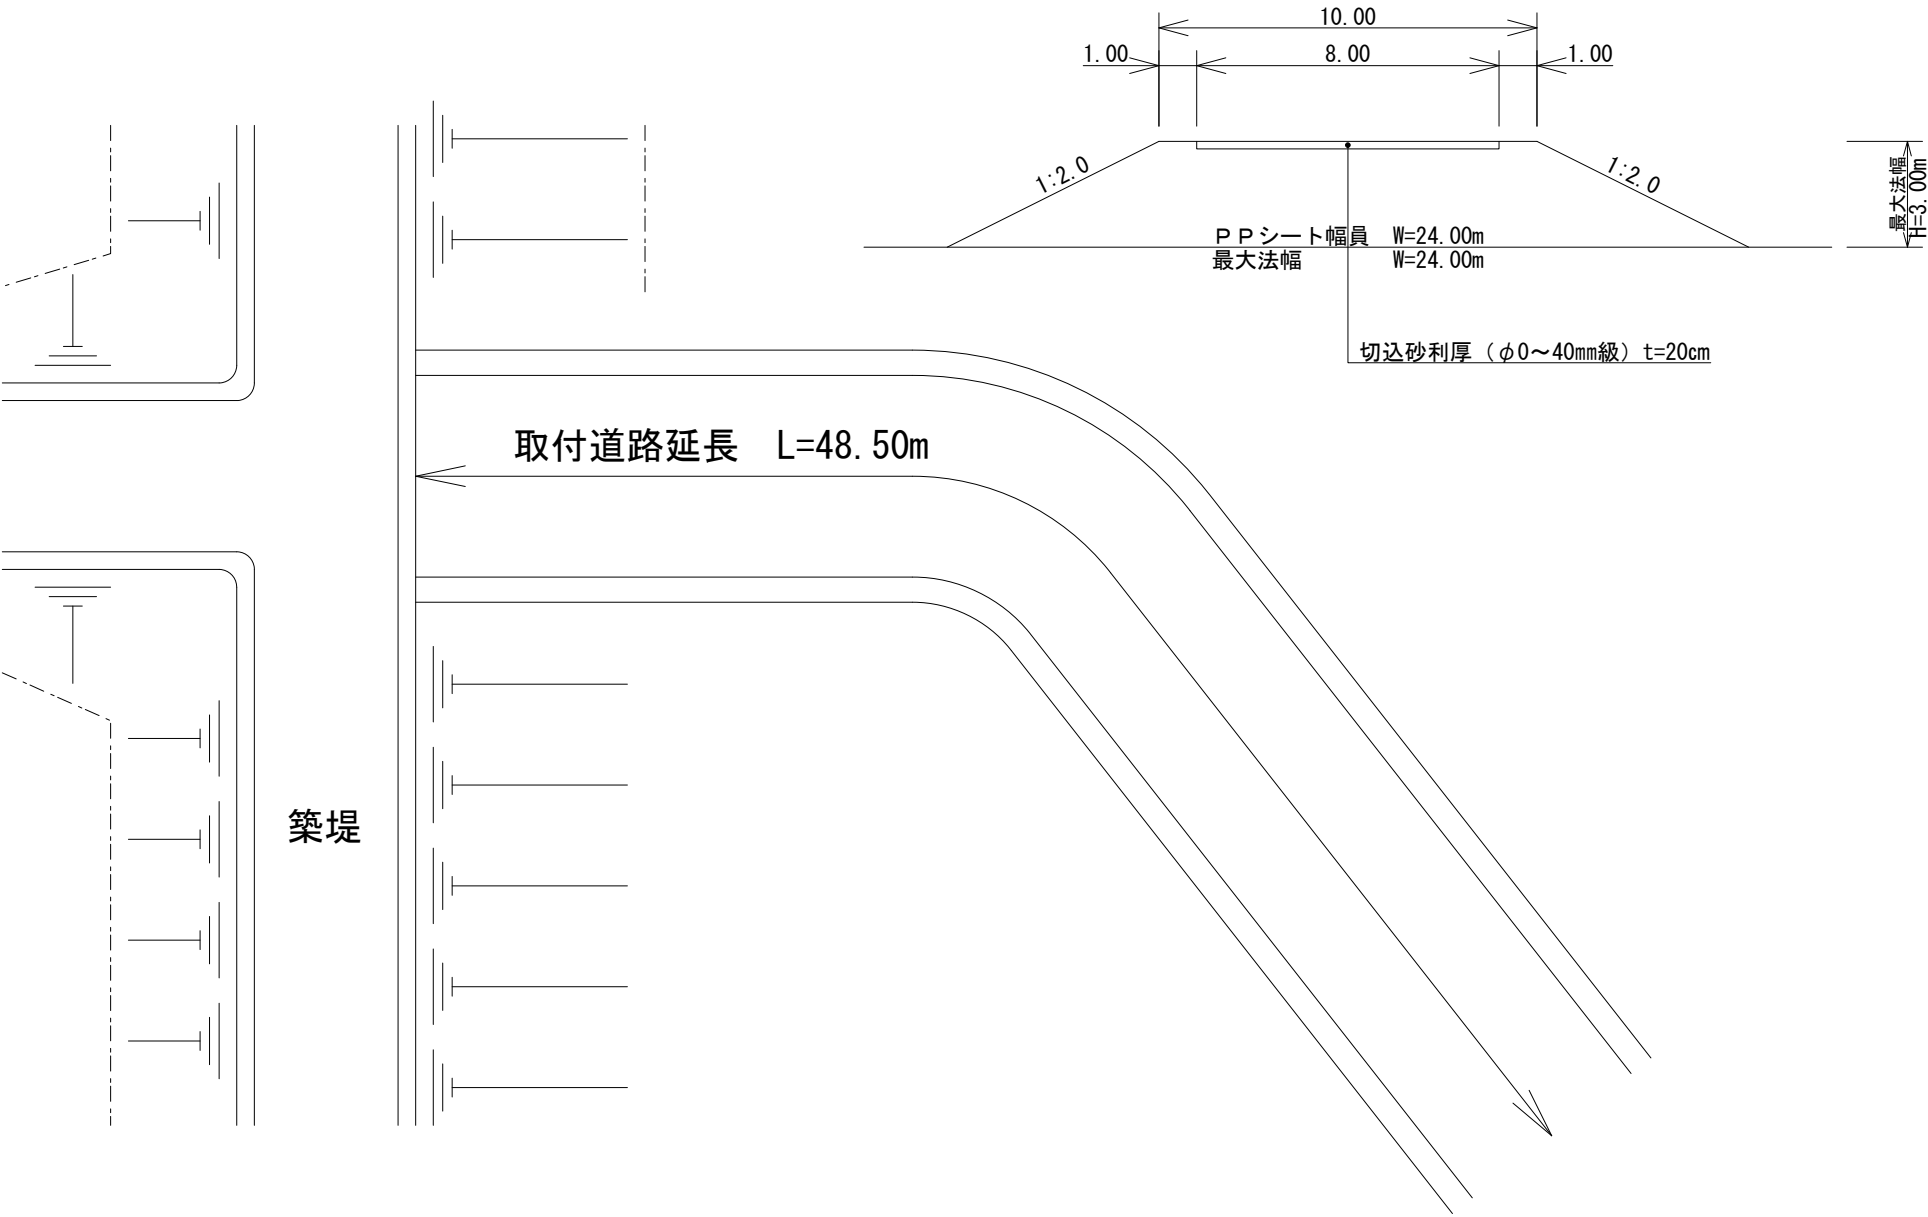 10.00
1.00
8.00
1.00
1:2.0
1:2.0
最大法幅
H=3.00m
ＰＰシート幅員　W=24.00m
最大法幅　W=24.00m
切込砂利厚（φ0～40mm級）t=20cm
取付道路延長　L=48.50m
築堤